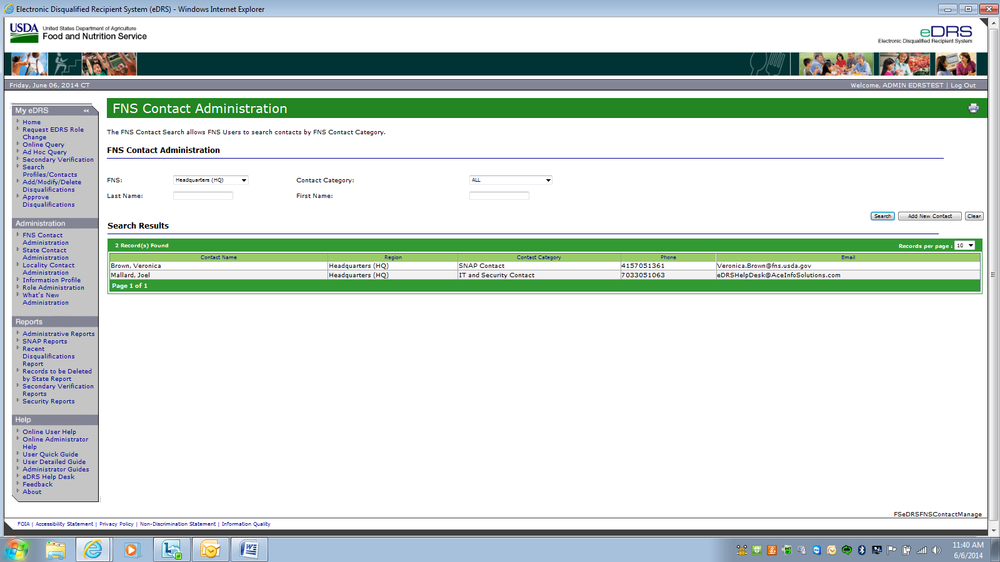 Electronic Disqualified Recipient System (eDRS) - Windows Internet Explorer
USDA United States Department of Agriculture
Food and Nutrition Service
eDRS
Electronic Disqualified Recipient System
Friday, June 06, 2014 CT
Welcome, ADMIN EDRSTEST | Log Out
My eDRS «
Home
Request EDRS Role
Change
Online Query
Ad Hoc Query
Secondary Verification
Search
Profiles/Contacts
Add/Modify/Delete
Disqualifications
Approve
Disqualifications
Administration
FNS Contact
Administration
State Contact
Administration
Locality Contact
Administration
Information Profile
Role Administration
What's New
Administration
Reports
Administrative Reports
SNAP Reports
Recent
Disqualifications
Report
Records to be Deleted
by State Report
Secondary Verification
Reports
Security Reports
Help
Online User Help
Online Administrator
Help
User Quick Guide
User Detailed Guide
Administrator Guides
eDRS Help Desk
Feedback
About
FNS Contact Administration
The FNS Contact Search allows FNS Users to search contacts by FNS Contact Category.
FNS Contact Administration
FNS: Headquarters (HQ) Contact Category: ALL
Last Name: First Name:
Search Add New Contact Clear
Search Results
2 Record(s) Found Records per page : 10
Contact Name Region Contact Category Phone Email
Brown, Veronica Headquarters (HQ) SNAP Contact 4157051361 Veronica.Brown@fns.usda.gov
Mallard, Joel Headquarters (HQ) IT and Security Contact 7033051063 eDRSHelpDesk@AceInfoSolutions.com
Page 1 of 1
FSeDRSFNSContactManage
FOIA | Accessibility Statement | Privacy Policy | Non-Discrimination Statement | Information Quality
11:40 AM
6/6/2014